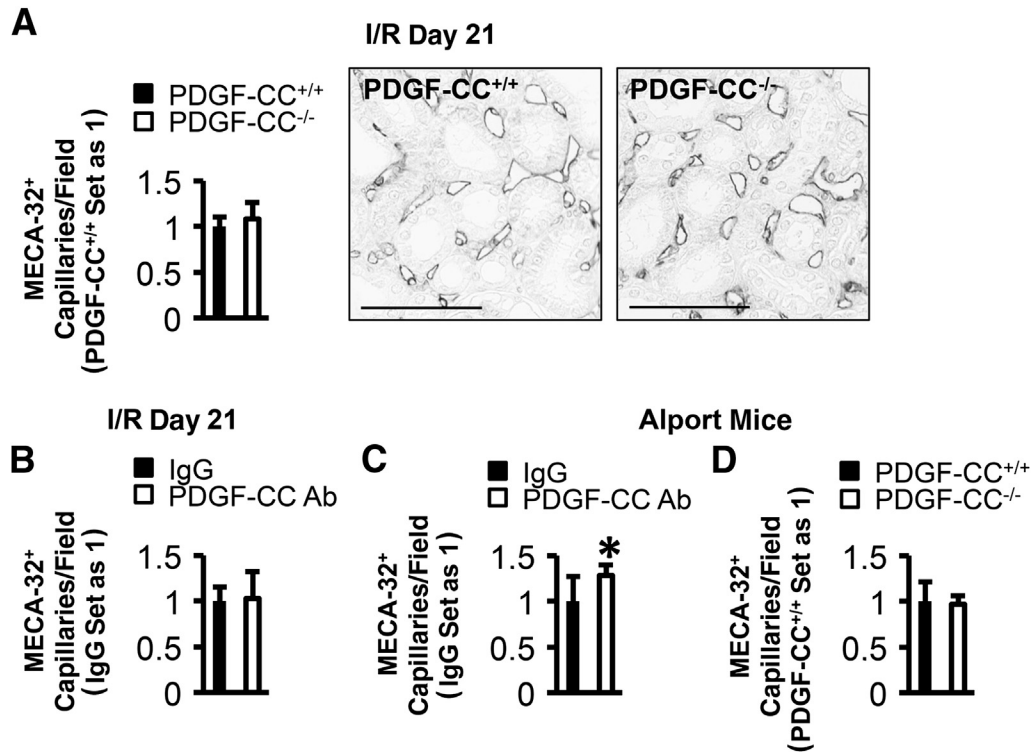 A
I/R Day 21
PDGF-CC+/+
PDGF-CC-/-
MECA-32+
Capillaries/Field
(PDGF-CC+/+ Set as 1)
1.5
1
0.5
0
PDGF-CC+/+
PDGF-CC-/-
I/R Day 21
Alport Mice
B
IgG
PDGF-CC Ab
MECA-32+
Capillaries/Field
(IgG Set as 1)
1.5
1
0.5
0
C
IgG
PDGF-CC Ab
MECA-32+
Capillaries/Field
(IgG Set as 1)
1.5
1
0.5
0
*
D
PDGF-CC+/+
PDGF-CC-/-
MECA-32+
Capillaries/Field
(PDGF-CC+/+ Set as 1)
1.5
1
0.5
0